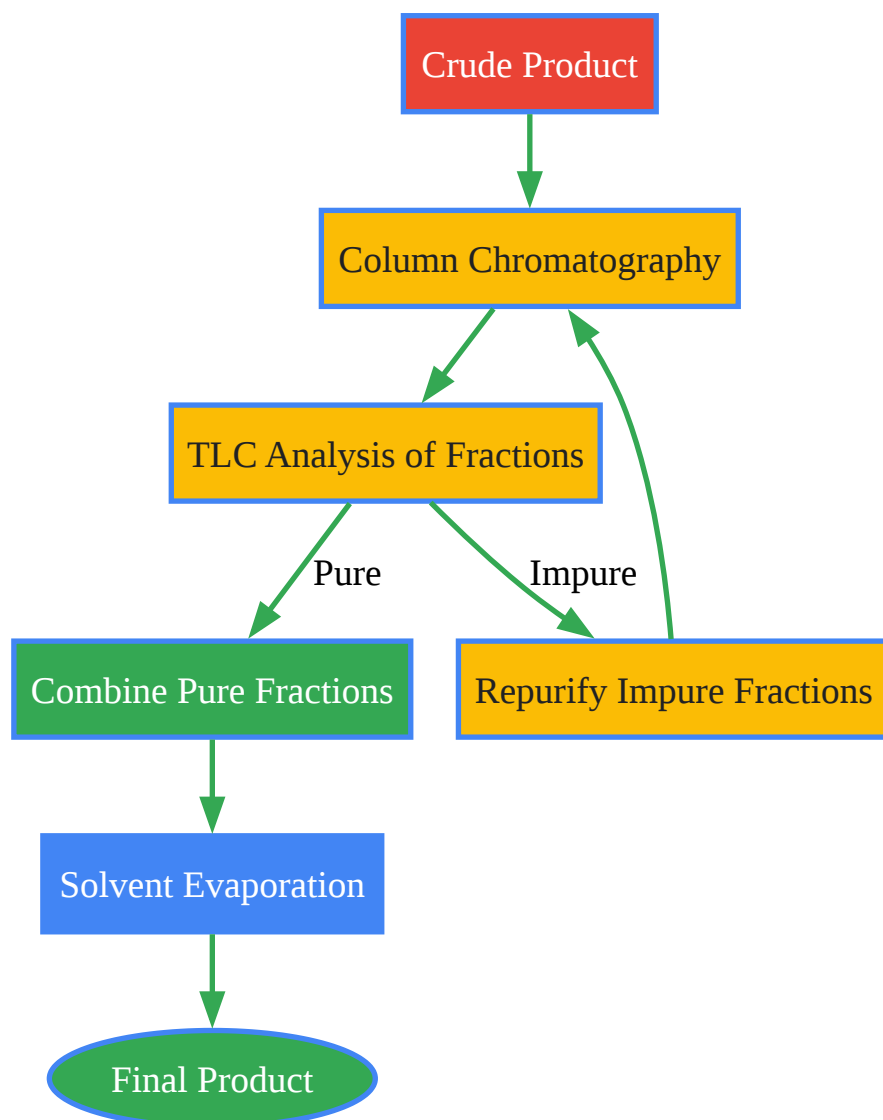 Crude Product
Column Chromatography
TLC Analysis of Fractions
Pure
Impure
Combine Pure Fractions
Repurify Impure Fractions
Solvent Evaporation
Final Product